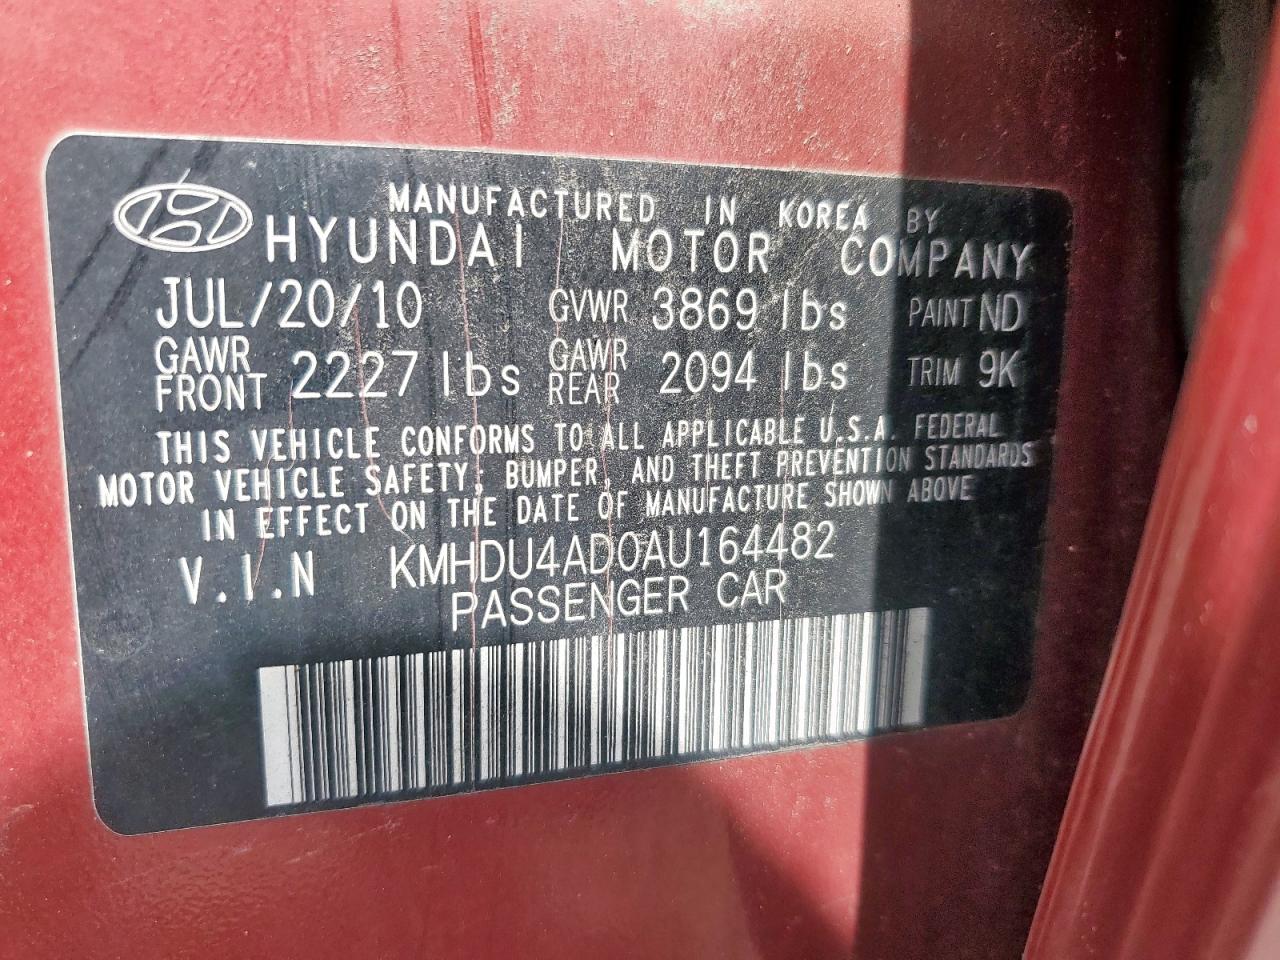 MANUFACTURED IN KOREA BY
HYUNDAI MOTOR COMPANY
JUL/20/10 GVWR 3869 lbs PAINT ND
GAWR FRONT 2227 lbs GAWR REAR 2094 lbs TRIM 9K
THIS VEHICLE CONFORMS TO ALL APPLICABLE U.S.A. FEDERAL
MOTOR VEHICLE SAFETY, BUMPER, AND THEFT PREVENTION STANDARDS
IN EFFECT ON THE DATE OF MANUFACTURE SHOWN ABOVE
V.I.N KMHDU4AD0AU164482
PASSENGER CAR